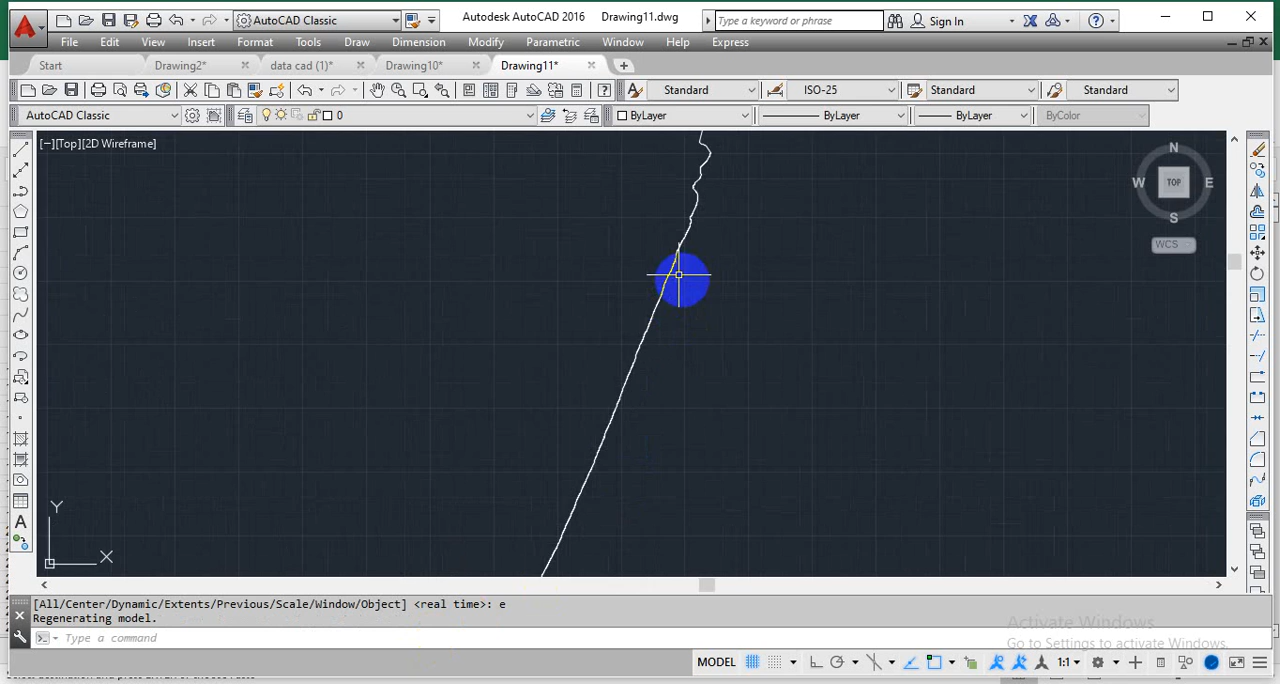 AutoCAD Classic
Autodesk AutoCAD 2016 Drawing11.dwg
Type a keyword or phrase
Sign In
File Edit View Insert Format Tools Draw Dimension Modify Parametric Window Help Express
Start Drawing2* data cad (1)* Drawing10* Drawing11*
Standard ISO-25 Standard Standard
AutoCAD Classic 0 ByLayer ByLayer ByLayer ByColor
[−][Top][2D Wireframe]
N
W TOP E
S
WCS
Y
X
A
[All/Center/Dynamic/Extents/Previous/Scale/Window/Object] <real time>: e
Regenerating model.
Type a command
Activate Windows
Go to Settings to activate Windows.
MODEL 1:1